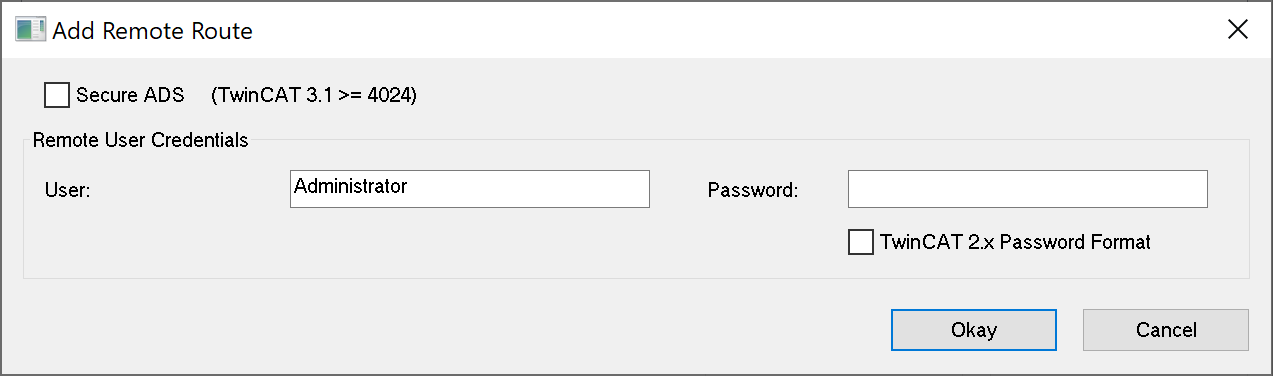 Add Remote Route
Secure ADS (TwinCAT 3.1 >= 4024)
Remote User Credentials
User: Administrator Password:
TwinCAT 2.x Password Format
Okay Cancel